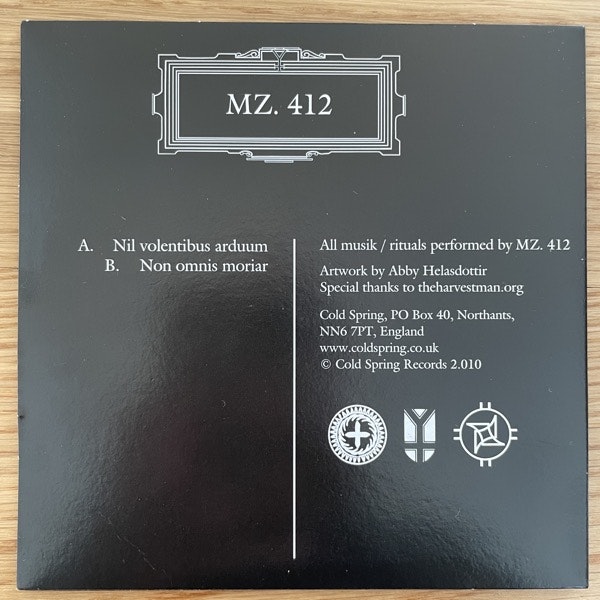 MZ. 412
A. Nil volentibus arduum
B. Non omnis moriar
All musik / rituals performed by MZ. 412
Artwork by Abby Helasdottir
Special thanks to theharvestman.org
Cold Spring, PO Box 40, Northants,
NN6 7PT, England
www.coldspring.co.uk
© Cold Spring Records 2.010